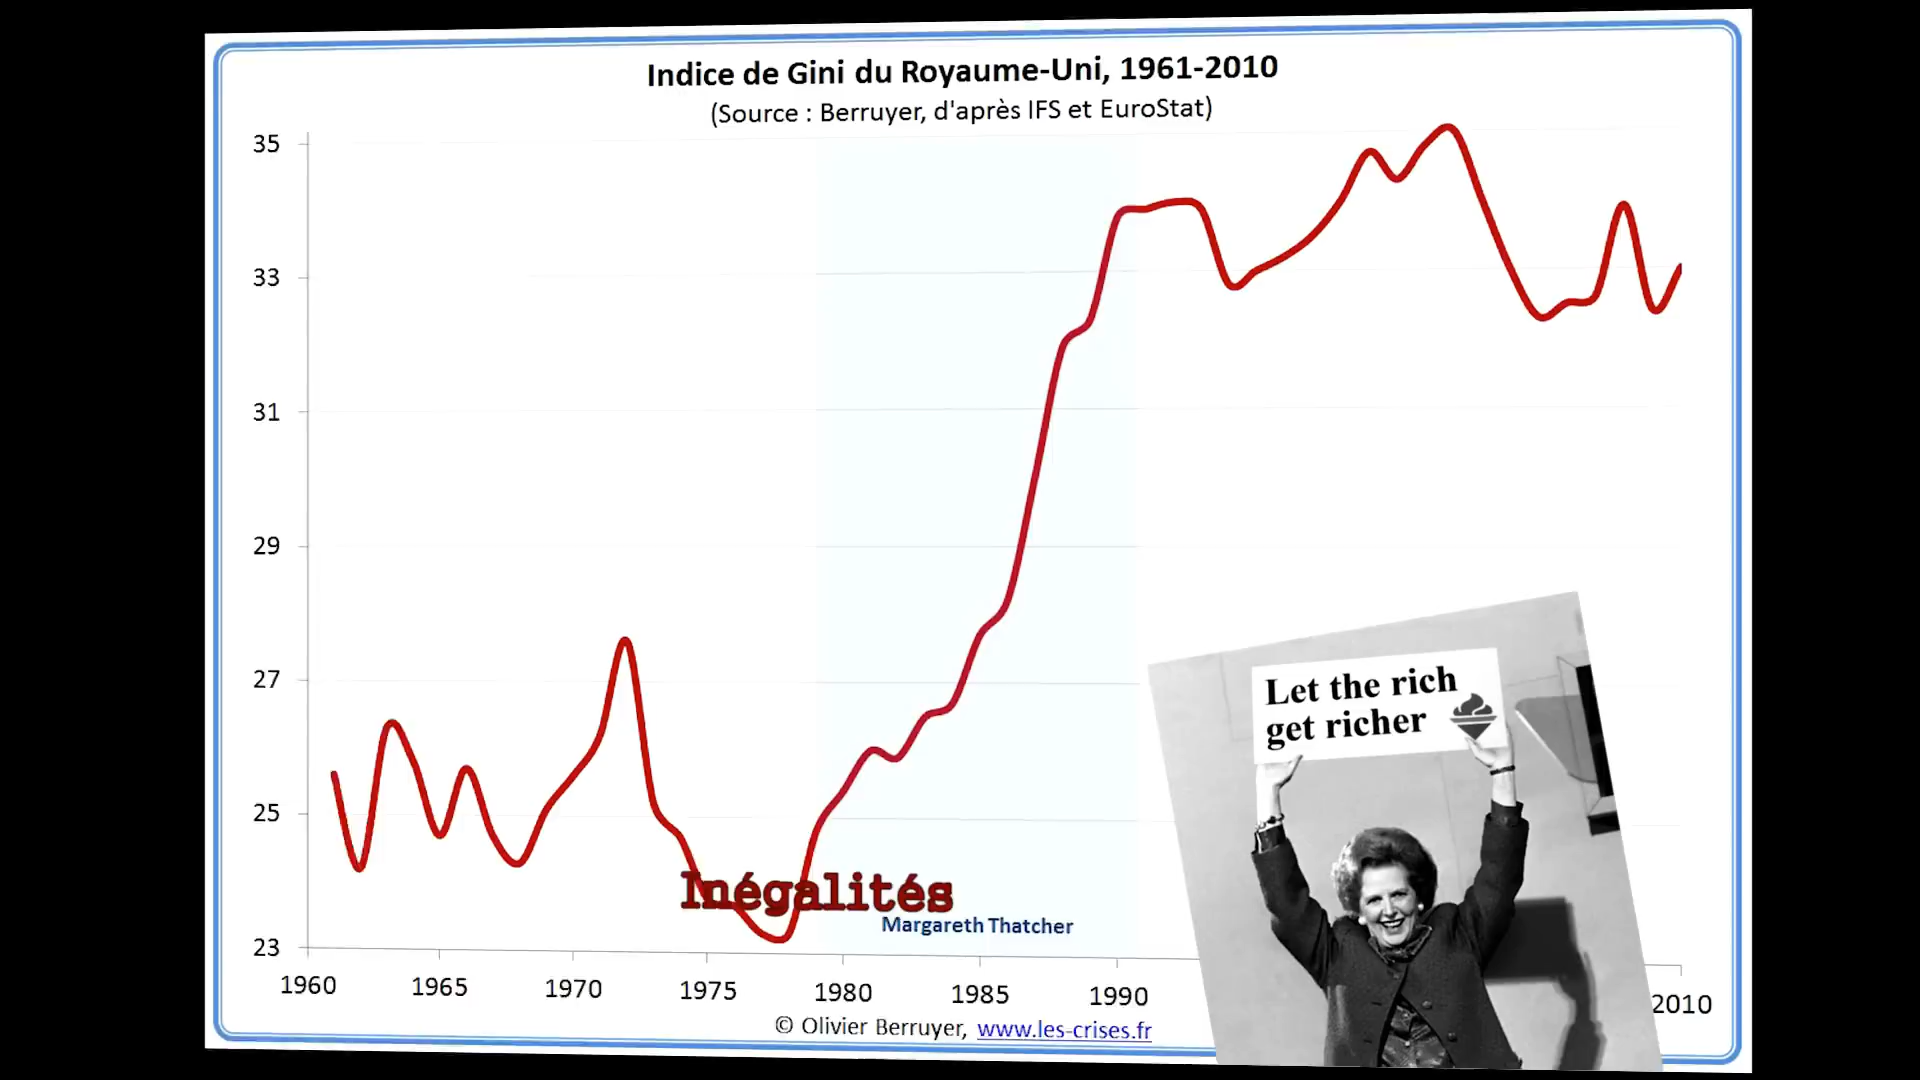 Indice de Gini du Royaume-Uni, 1961-2010
(Source : Berruyer, d'après IFS et EuroStat)
35
33
31
29
27
25
23
Let the rich
get richer
Inégalités
Margareth Thatcher
1960 1965 1970 1975 1980 1985 1990 2010
© Olivier Berruyer, www.les-crises.fr